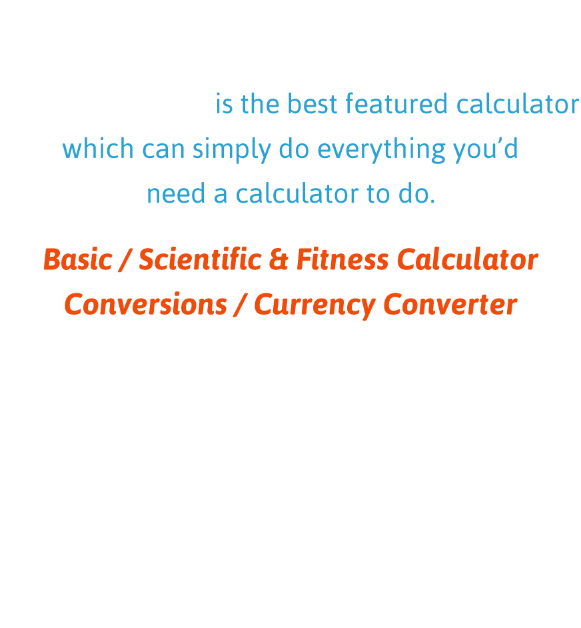 is the best featured calculator
which can simply do everything you’d
need a calculator to do.
Basic / Scientific & Fitness Calculator
Conversions / Currency Converter